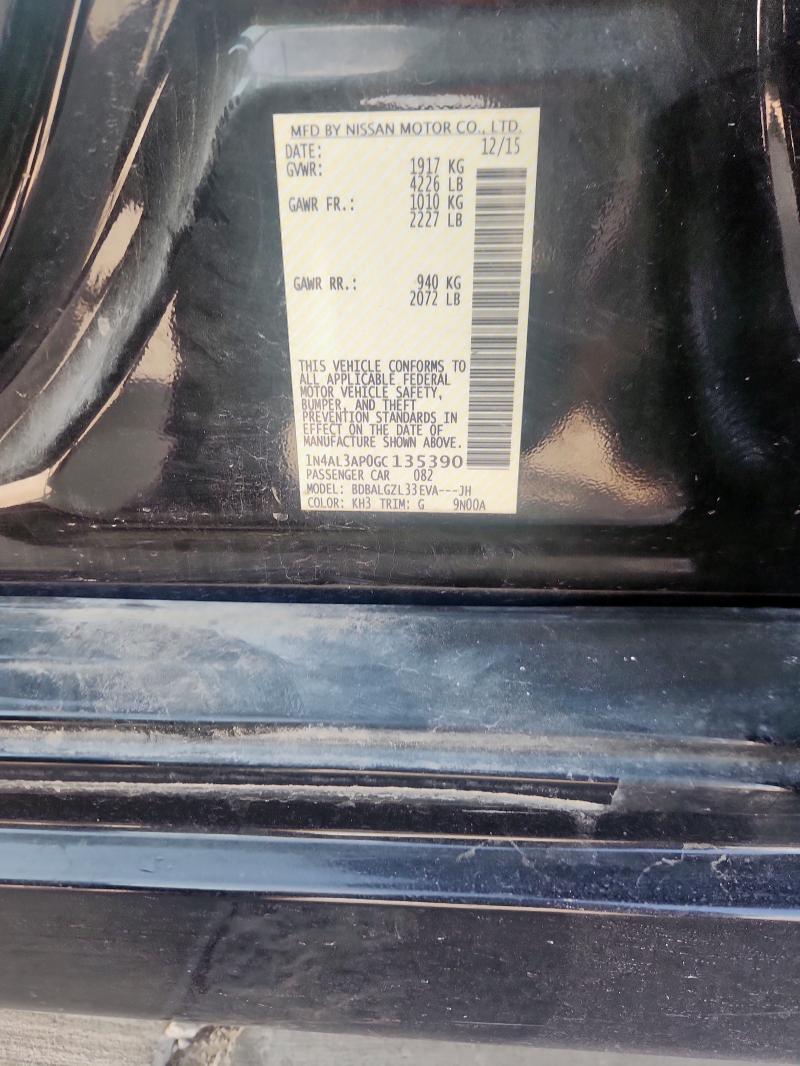 MFD BY NISSAN MOTOR CO., LTD.
DATE: 12/15
GVWR: 1917 KG
4226 LB
GAWR FR.: 1010 KG
2227 LB
GAWR RR.: 940 KG
2072 LB
THIS VEHICLE CONFORMS TO
ALL APPLICABLE FEDERAL
MOTOR VEHICLE SAFETY,
BUMPER, AND THEFT
PREVENTION STANDARDS IN
EFFECT ON THE DATE OF
MANUFACTURE SHOWN ABOVE.
1N4AL3AP0GC135390
PASSENGER CAR 082
MODEL: BDBALGZL33EVA---JH
COLOR: KH3 TRIM: G 9N00A